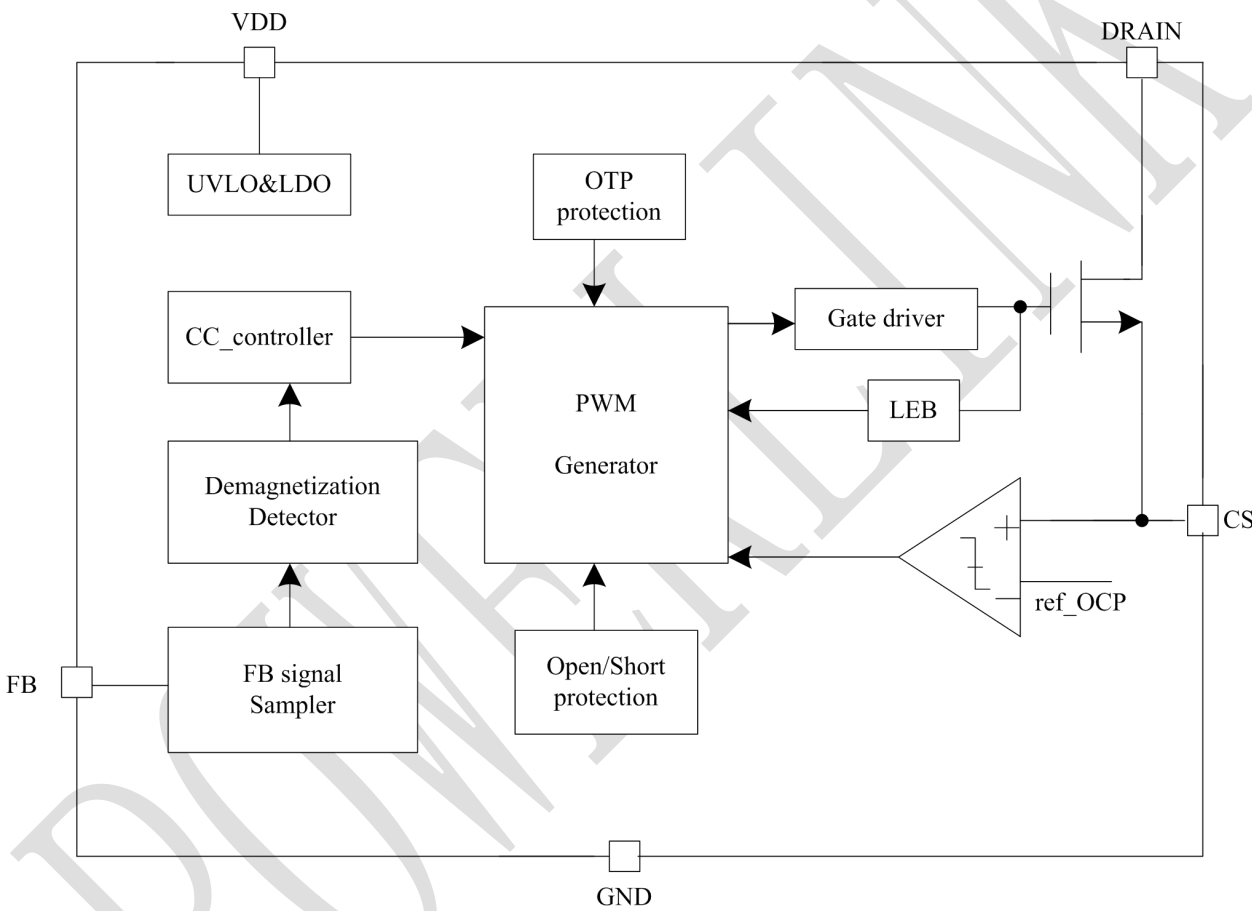 VDD
DRAIN
UVLO&LDO
OTP
protection
CC_controller
Gate driver
PWM
Generator
LEB
Demagnetization
Detector
CS
ref_OCP
FB
FB signal
Sampler
Open/Short
protection
GND
POWERLINK